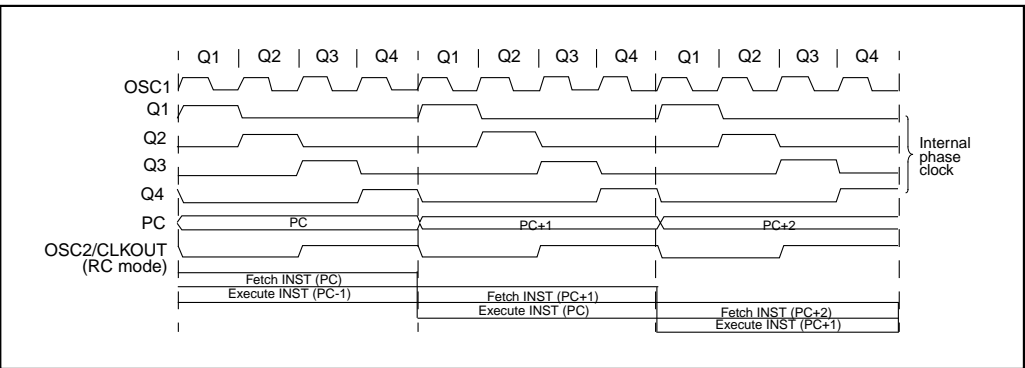 Q1 | Q2 | Q3 | Q4 | Q1 | Q2 | Q3 | Q4 | Q1 | Q2 | Q3 | Q4
OSC1
Q1
Q2
Q3
Q4
Internal
phase
clock
PC PC PC+1 PC+2
OSC2/CLKOUT
(RC mode)
Fetch INST (PC)
Execute INST (PC-1) Fetch INST (PC+1)
Execute INST (PC) Fetch INST (PC+2)
Execute INST (PC+1)